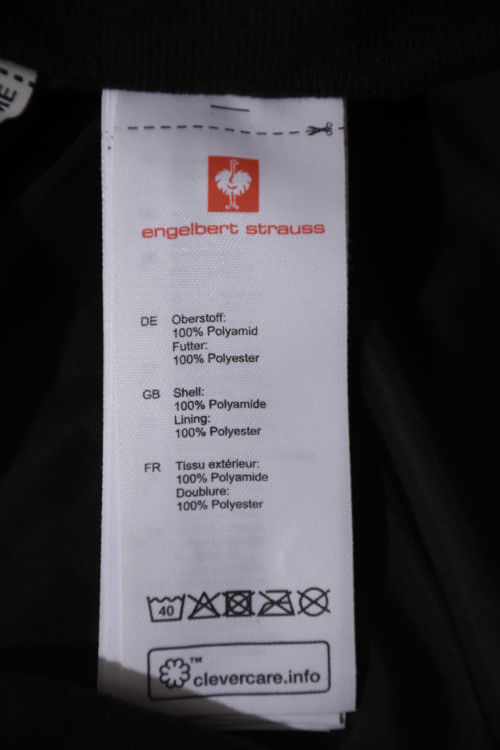 ME
engelbert strauss
DE Oberstoff:
100% Polyamid
Futter:
100% Polyester
GB Shell:
100% Polyamide
Lining:
100% Polyester
FR Tissu extérieur:
100% Polyamide
Doublure:
100% Polyester
40
TM clevercare.info